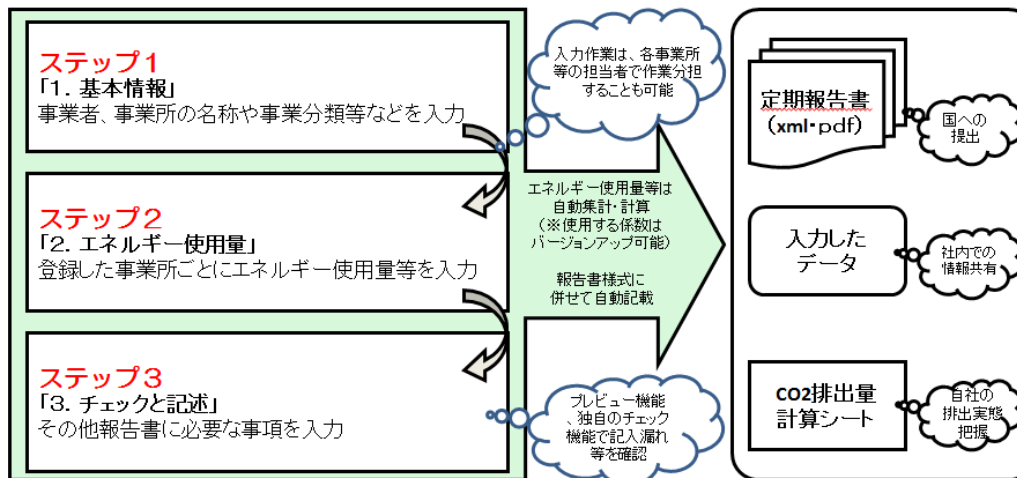 ステップ1
「1. 基本情報」
事業者、事業所の名称や事業分類等などを入力
ステップ2
「2. エネルギー使用量」
登録した事業所ごとにエネルギー使用量等を入力
ステップ3
「3. チェックと記述」
その他報告書に必要な事項を入力
入力作業は、各事業所
等の担当者で作業分担
することも可能
エネルギー使用量等は
自動集計・計算
(※使用する係数は
バージョンアップ可能)
報告書様式に
併せて自動記載
プレビュー機能
、独自のチェック
機能で記入漏れ
等を確認
定期報告書
(xml・pdf)
国への
提出
入力した
データ
社内での
情報共有
CO2排出量
計算シート
自社の
排出実態
把握